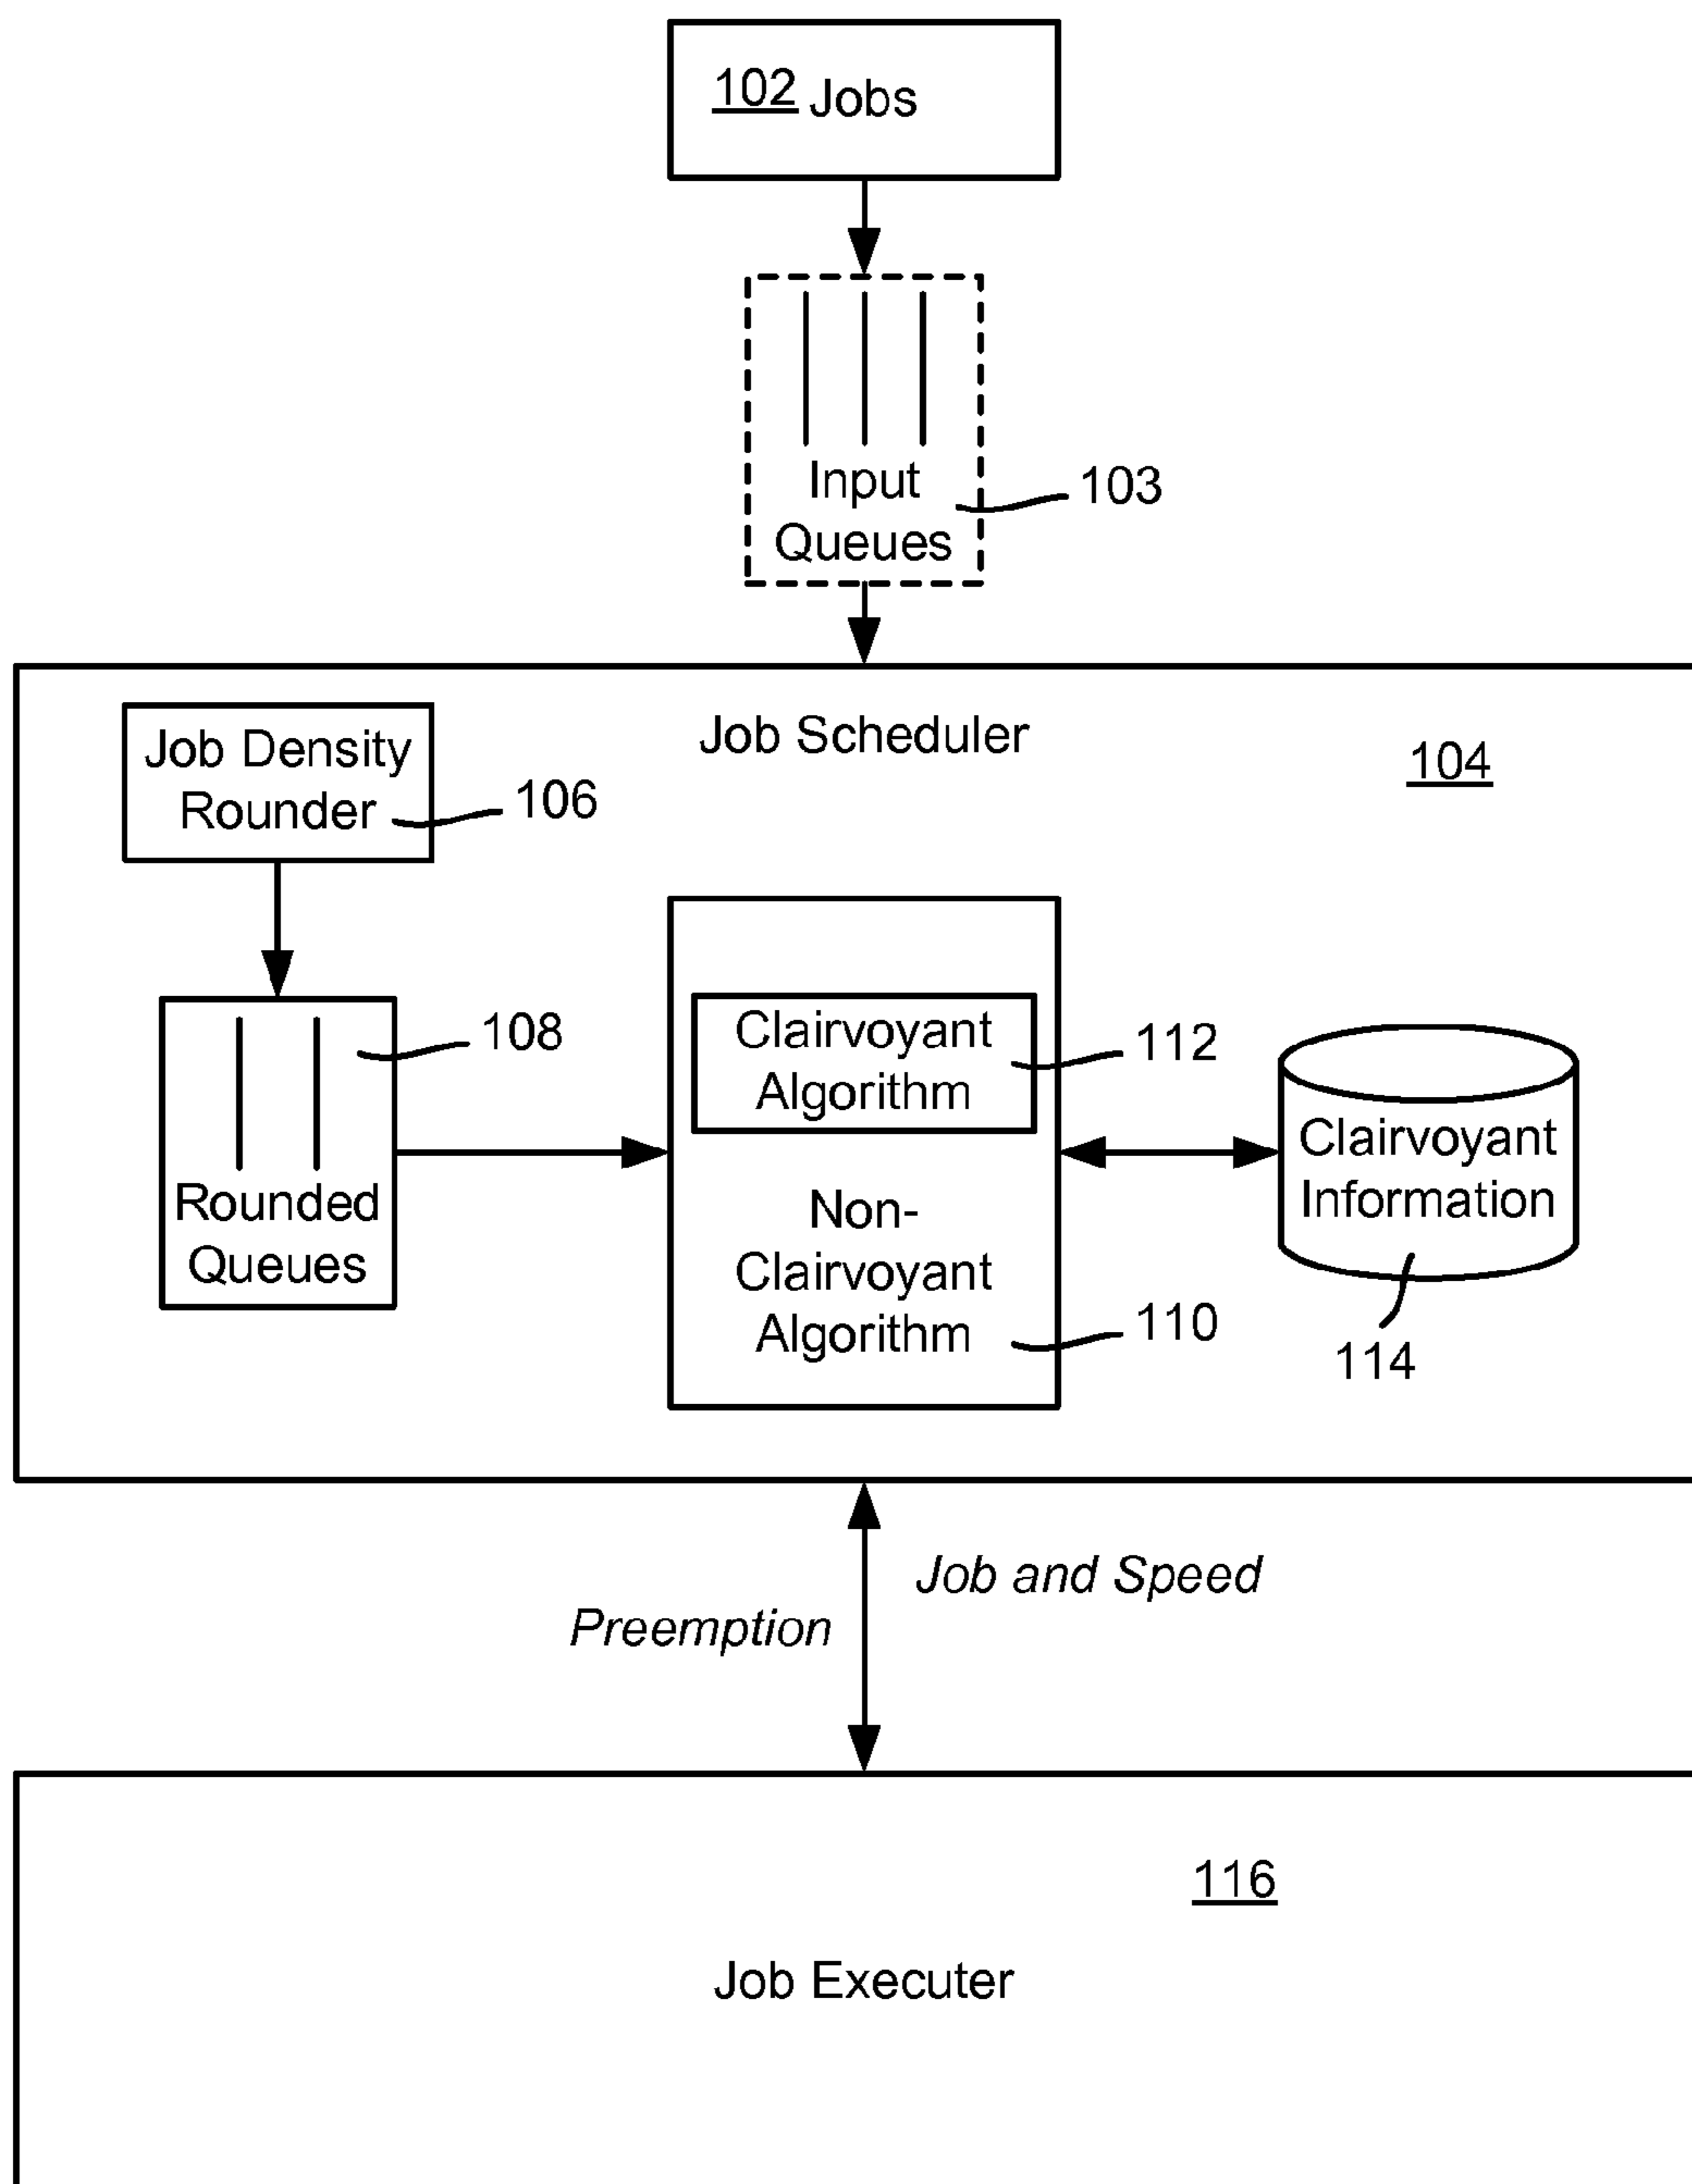 102 Jobs
Input
Queues
103
Job Scheduler
104
Job Density
Rounder
106
108
Rounded
Queues
Clairvoyant
Algorithm
112
Non-
Clairvoyant
Algorithm
110
Clairvoyant
Information
114
Job and Speed
Preemption
116
Job Executer